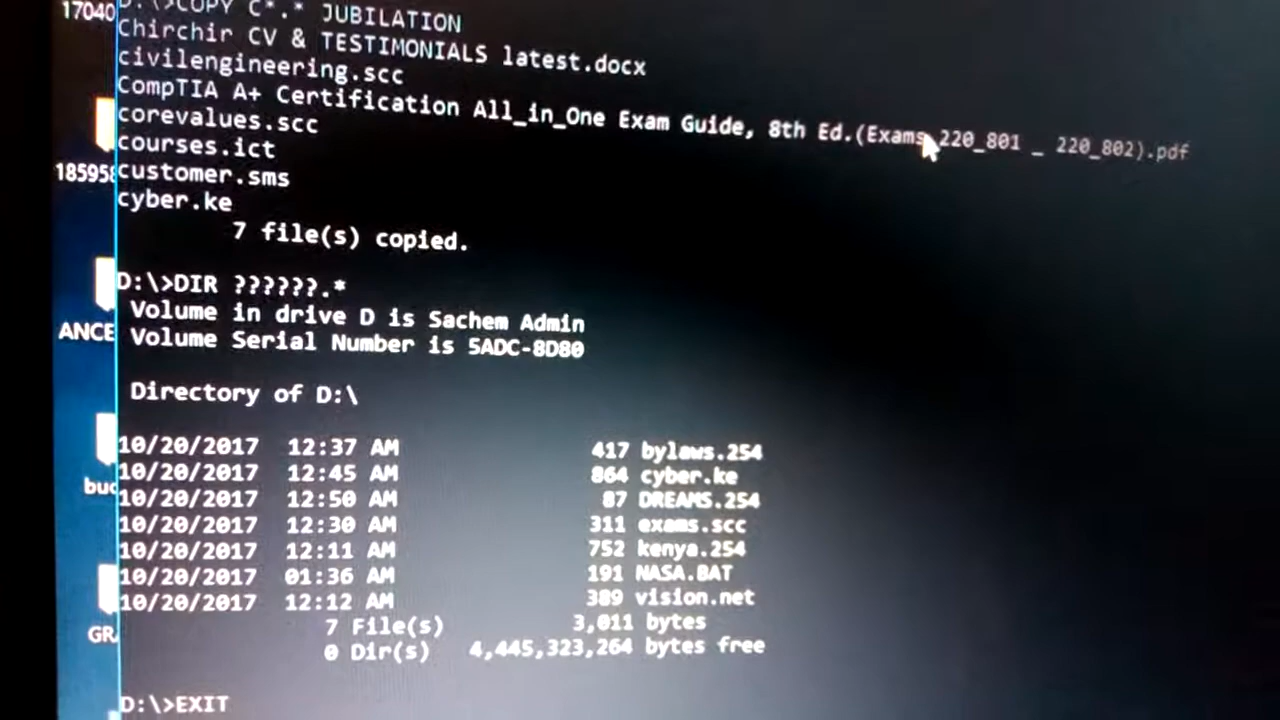 17040
D:\>COPY C*.* JUBILATION
Chirchir CV & TESTIMONIALS latest.docx
civilengineering.scc
CompTIA A+ Certification All_in_One Exam Guide, 8th Ed.(Exams 220_801 _ 220_802).pdf
corevalues.scc
courses.ict
185958
customer.sms
cyber.ke
7 file(s) copied.
D:\>DIR ??????.*
Volume in drive D is Sachem Admin
ANCE
Volume Serial Number is 5ADC-8D80
Directory of D:\
10/20/2017 12:37 AM 417 bylaws.254
10/20/2017 12:45 AM 864 cyber.ke
buc
10/20/2017 12:50 AM 87 DREAMS.254
10/20/2017 12:30 AM 311 exams.scc
10/20/2017 12:11 AM 752 kenya.254
10/20/2017 01:36 AM 191 NASA.BAT
10/20/2017 12:12 AM 389 vision.net
GR
7 File(s) 3,011 bytes
0 Dir(s) 4,445,323,264 bytes free
D:\>EXIT